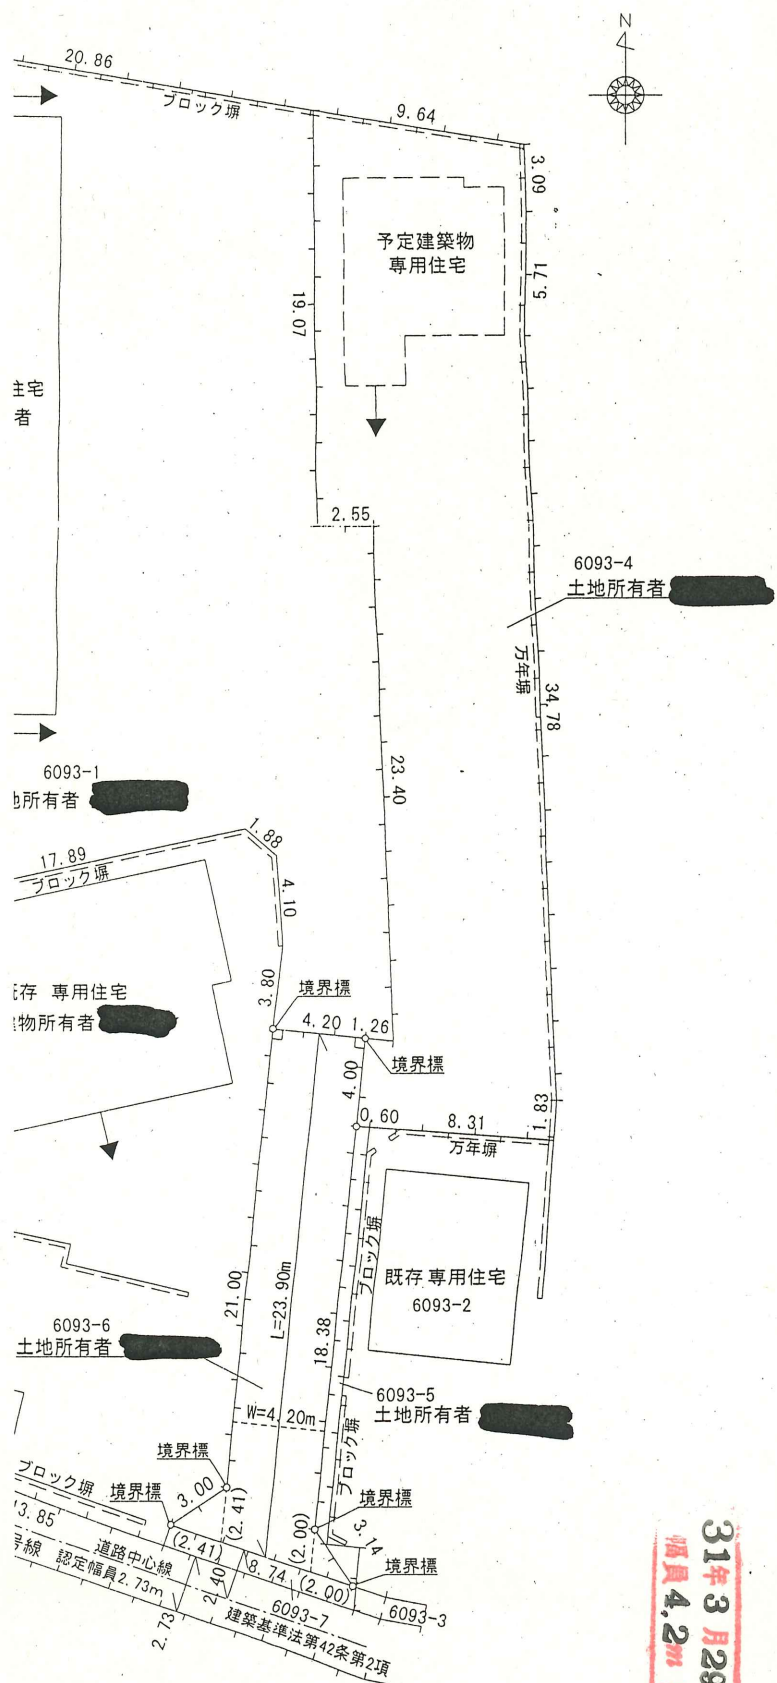 N
20.86
ブロック塀
9.64
3.09
予定建築物
専用住宅
5.71
19.07
住宅
者
2.55
6093-4
土地所有者
万年塀
34.78
23.40
6093-1
土地所有者
1.88
17.89
ブロック塀
4.10
3.80
境界標
既存 専用住宅
建物所有者
4.20
1.26
境界標
4.00
0.60
8.31
1.83
万年塀
ブロック塀
既存 専用住宅
6093-2
21.00
L=23.90m
18.38
6093-6
土地所有者
6093-5
土地所有者
W=4.20m
ブロック塀
境界標
ブロック塀
境界標
3.00
(2.41)
境界標
(2.00)
3.14
境界標
13.85
道路中心線
(2.41)
8.74
(2.00)
号線 認定幅員2.73m
2.40
6093-7
6093-3
建築基準法第42条第2項
2.73
31年3月29
幅員 4.2m